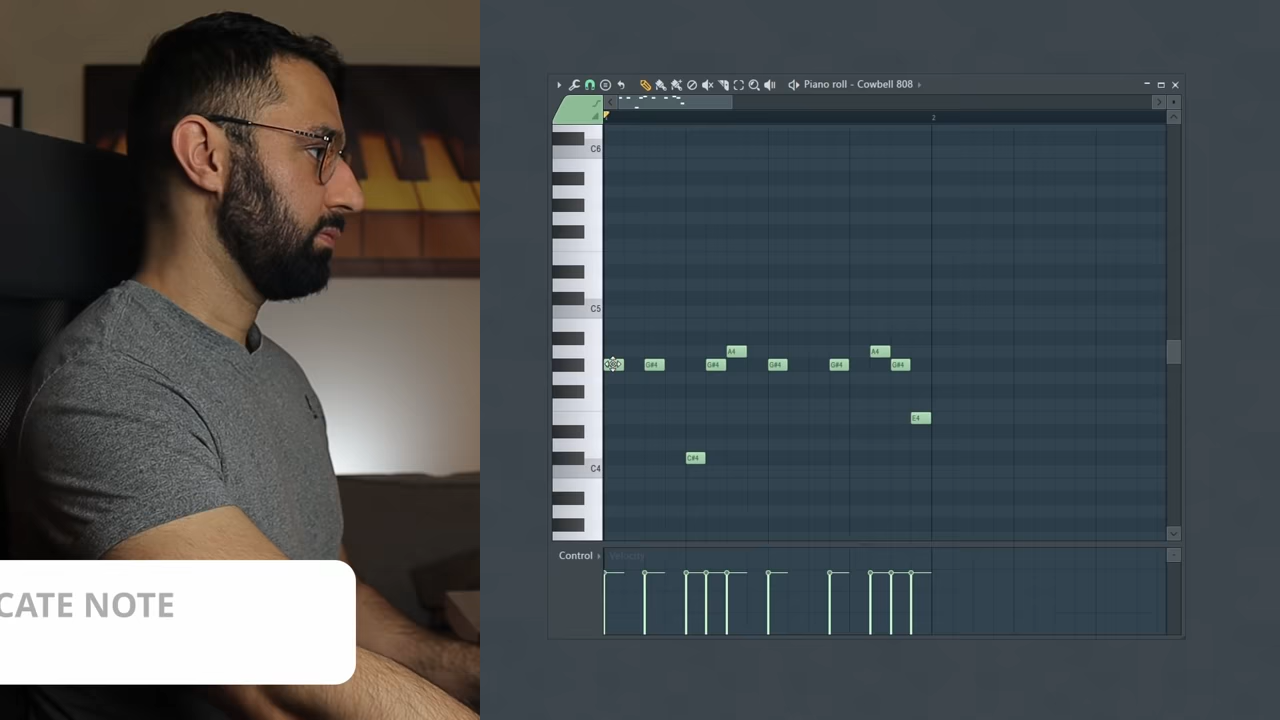 Piano roll - Cowbell 808
2
C6
C5
A4
A4
G#4
G#4
G#4
G#4
G#4
E4
C#4
C4
Control
Velocity
CATE NOTE